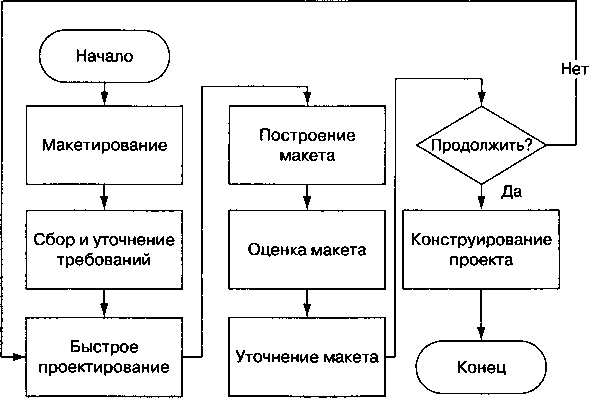 Начало
Макетирование
Сбор и уточнение
требований
Быстрое
проектирование
Построение
макета
Оценка макета
Уточнение макета
Продолжить?
Нет
Да
Конструирование
проекта
Конец